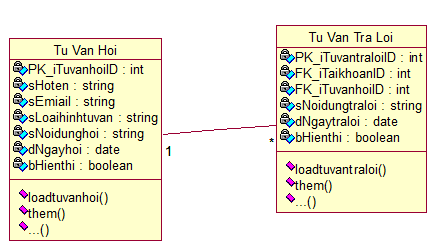 Tu Van Hoi
PK_iTuvanhoiID : int
sHoten : string
sEmiail : string
sLoaihinhtuvan : string
sNoidunghoi : string
dNgayhoi : date
bHienthi : boolean
loadtuvanhoi()
them()
...()
1
*
Tu Van Tra Loi
PK_iTuvantraloiID : int
FK_iTaikhoanID : int
FK_iTuvanhoiID : int
sNoidungtraloi : string
dNgaytraloi : date
bHienthi : boolean
loadtuvantraloi()
them()
...()